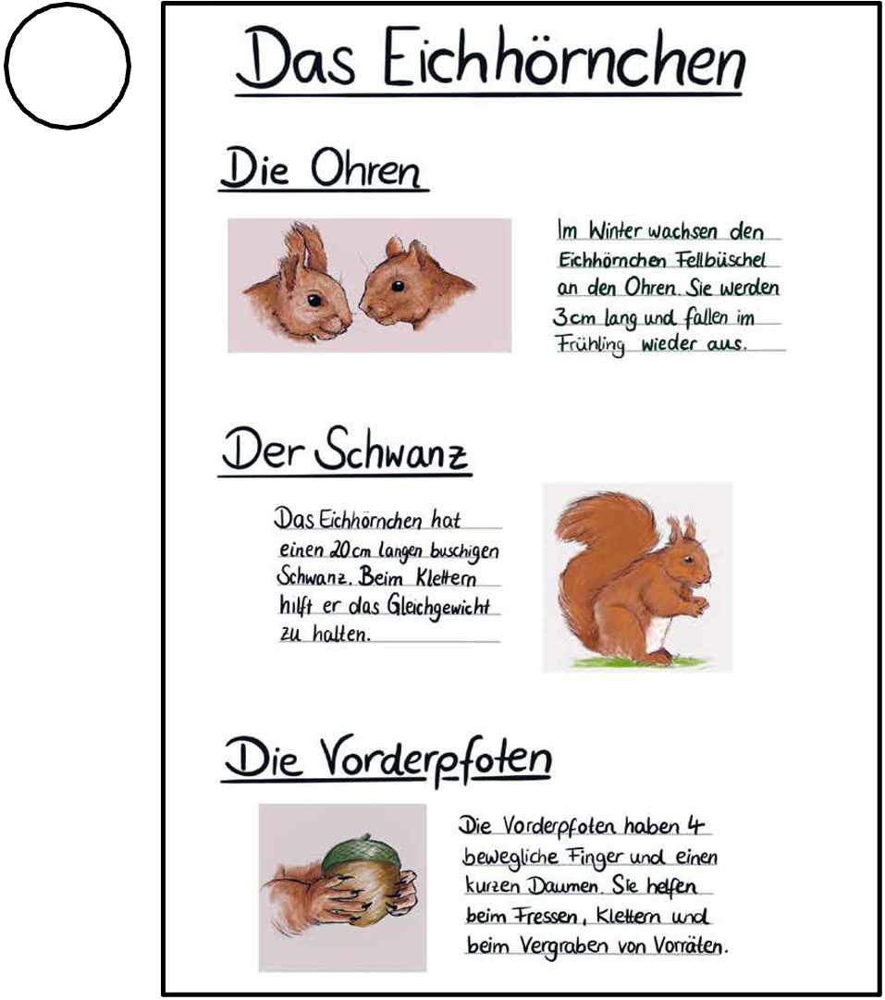 Das Eichhörnchen
Die Ohren
Im Winter wachsen den
Eichhörnchen Fellbüschel
an den Ohren. Sie werden
3cm lang und fallen im
Frühling wieder aus.
Der Schwanz
Das Eichhörnchen hat
einen 20cm langen buschigen
Schwanz. Beim Klettern
hilft er das Gleichgewicht
zu halten.
Die Vorderpfoten
Die Vorderpfoten haben 4
bewegliche Finger und einen
kurzen Daumen. Sie helfen
beim Fressen, Klettern und
beim Vergraben von Vorräten.